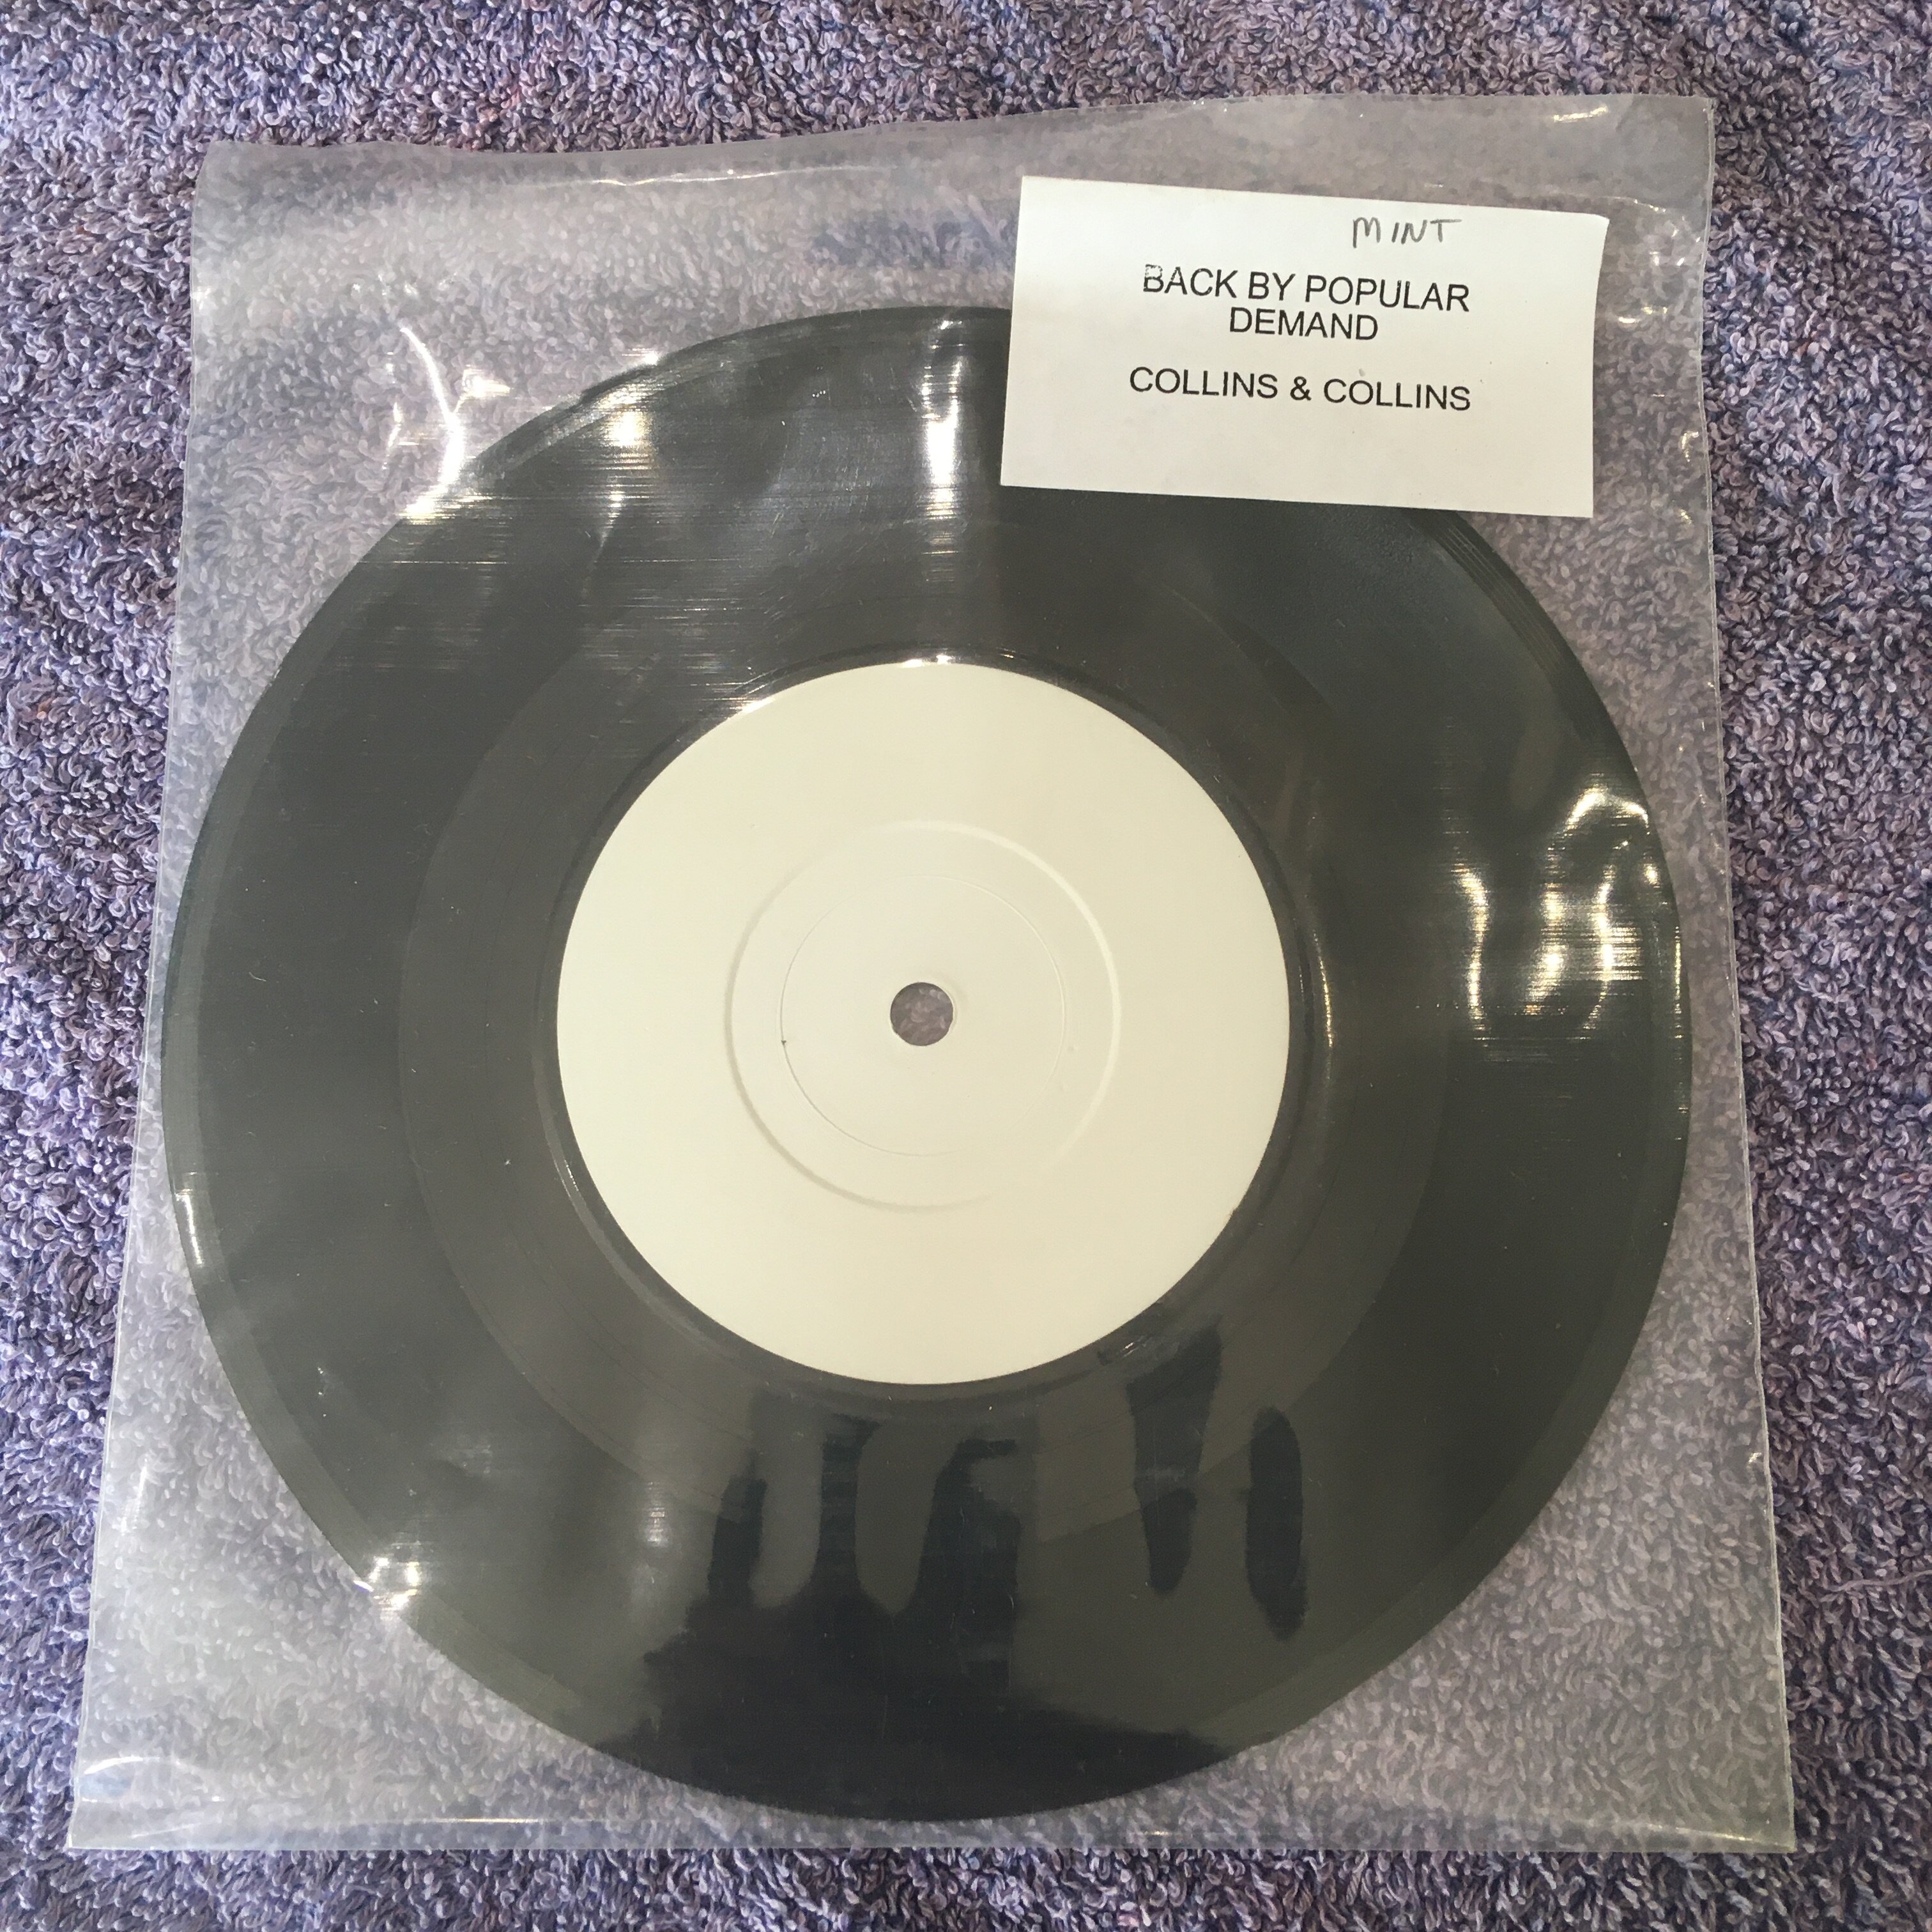 MINT
BACK BY POPULAR
DEMAND
COLLINS & COLLINS